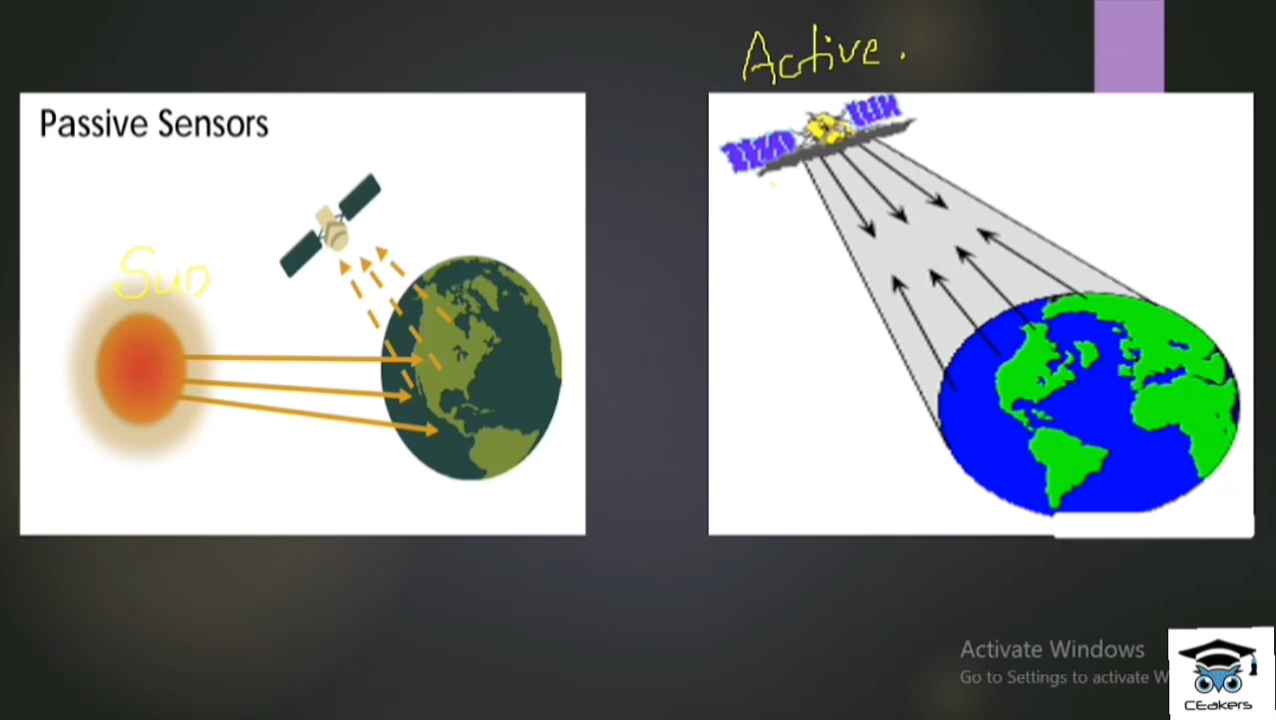 Active.
Passive Sensors
Sun
Activate Windows
Go to Settings to activate W
CEakers